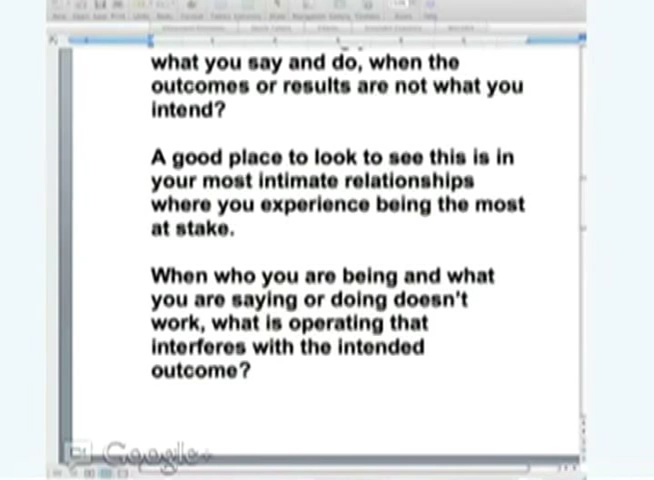 what you say and do, when the
outcomes or results are not what you
intend?
A good place to look to see this is in
your most intimate relationships
where you experience being the most
at stake.
When who you are being and what
you are saying or doing doesn't
work, what is operating that
interferes with the intended
outcome?
Google+